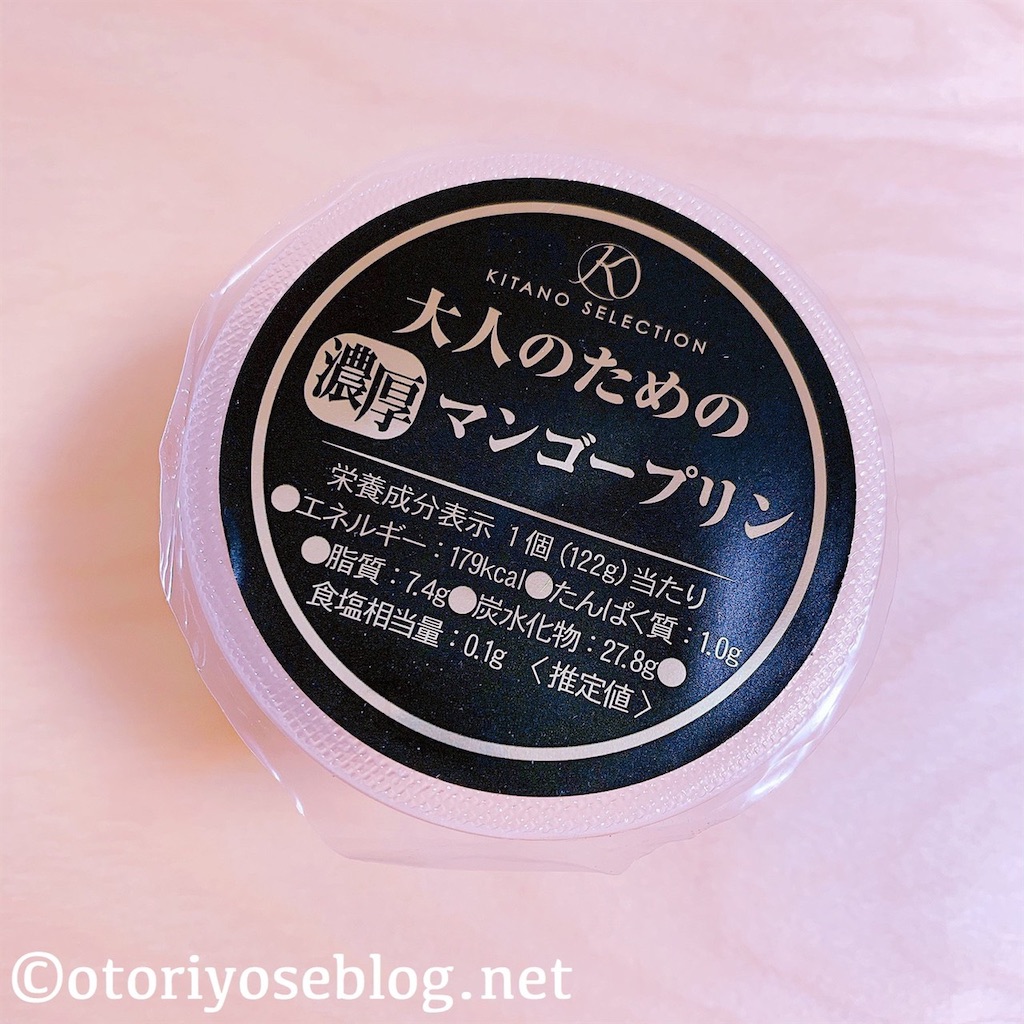 K
KITANO SELECTION
大人のための
濃厚 マンゴープリン
栄養成分表示 1個(122g)当たり
●エネルギー:179kcal●たんぱく質:1.0g
●脂質:7.4g●炭水化物:27.8g●
食塩相当量:0.1g 〈推定値〉
©otoriyoseblog.net